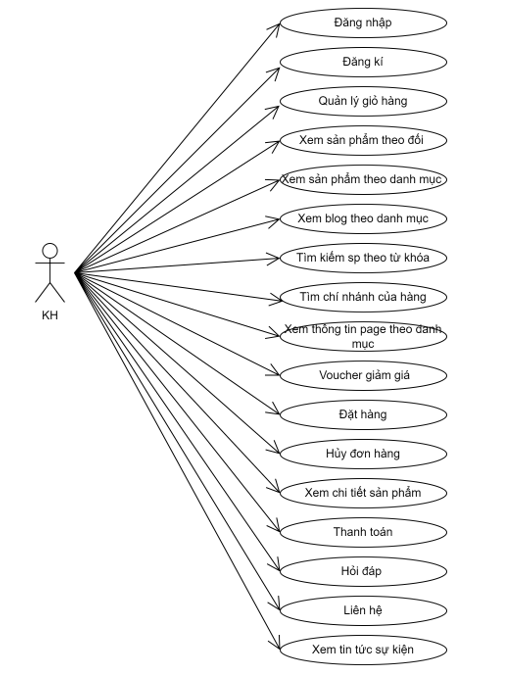 Đăng nhập
Đăng kí
Quản lý giỏ hàng
Xem sản phẩm theo đối
Xem sản phẩm theo danh mục
Xem blog theo danh mục
Tìm kiếm sp theo từ khóa
Tìm chí nhánh của hàng
Xem thông tin page theo danh
mục
KH
Voucher giảm giá
Đặt hàng
Hủy đơn hàng
Xem chi tiết sản phẩm
Thanh toán
Hỏi đáp
Liên hệ
Xem tin tức sự kiện